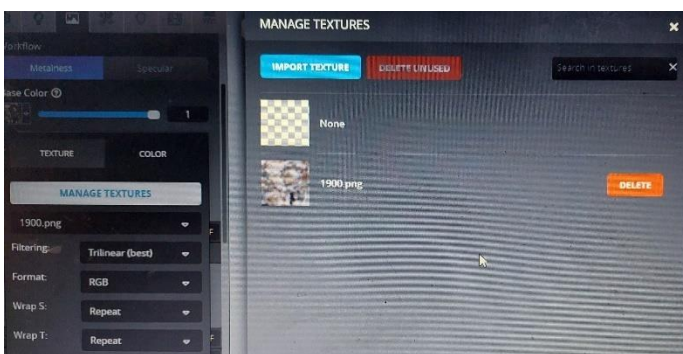 Workflow
Metalness Specular
Base Color
1
TEXTURE COLOR
MANAGE TEXTURES
1900.png
Filtering: Trilinear (best)
Format: RGB
Wrap S: Repeat
Wrap T: Repeat
MANAGE TEXTURES
IMPORT TEXTURE DELETE UNUSED Search in textures
None
1900.png DELETE